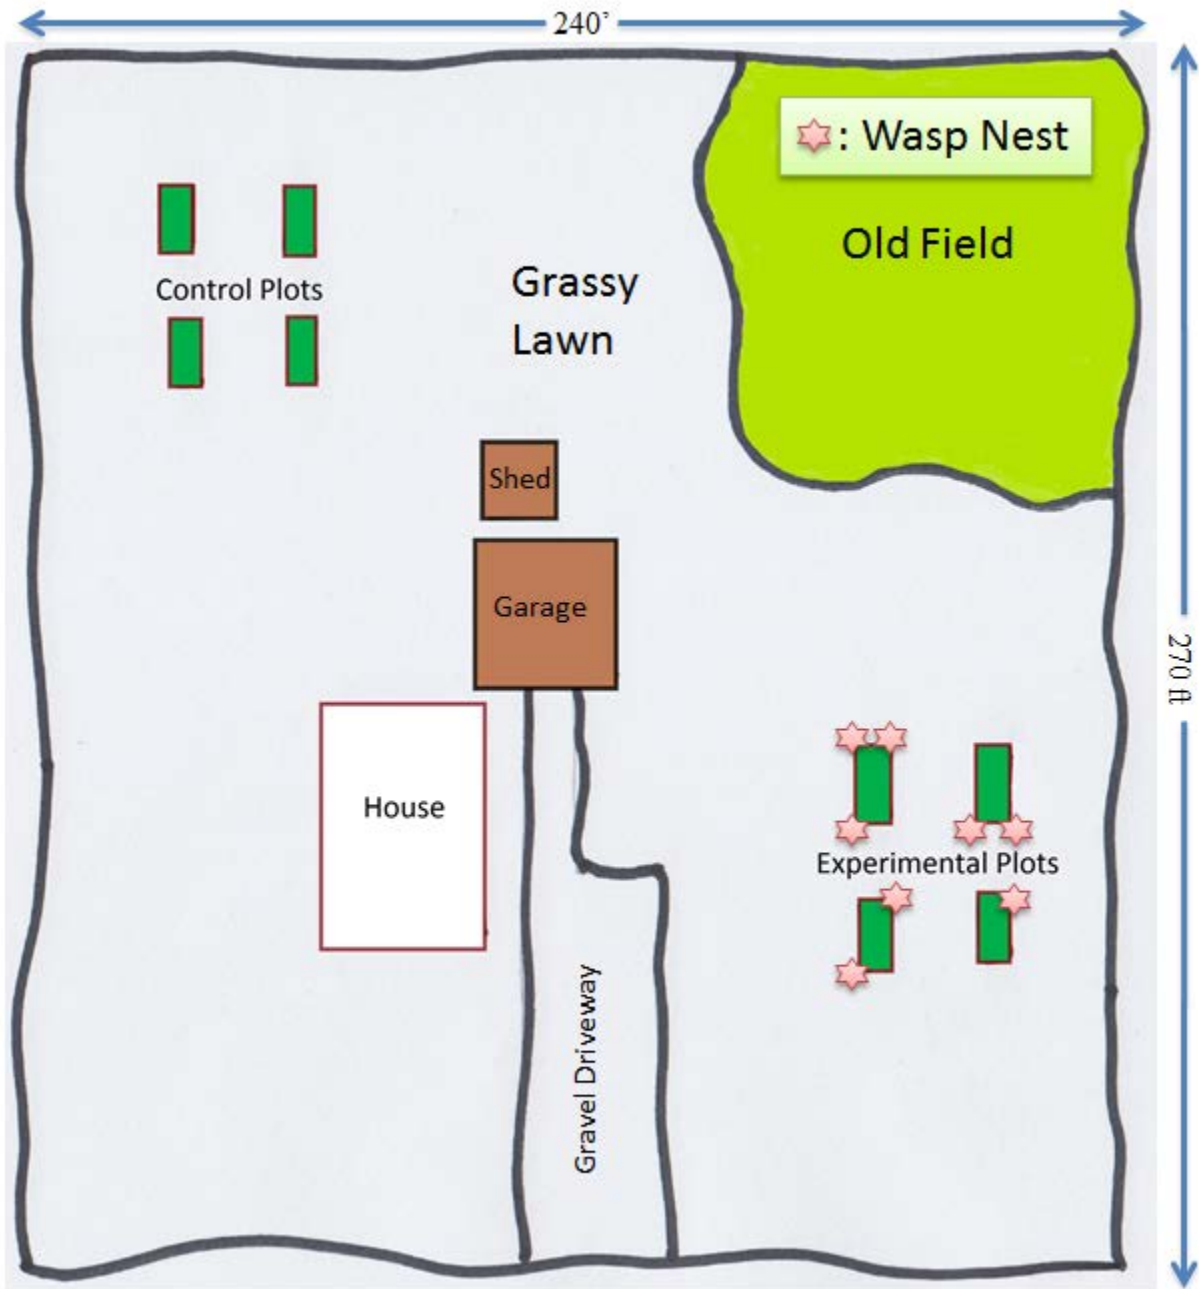 240'
: Wasp Nest
Old Field
Control Plots
Grassy
Lawn
Shed
Garage
270 ft
House
Experimental Plots
Gravel Driveway